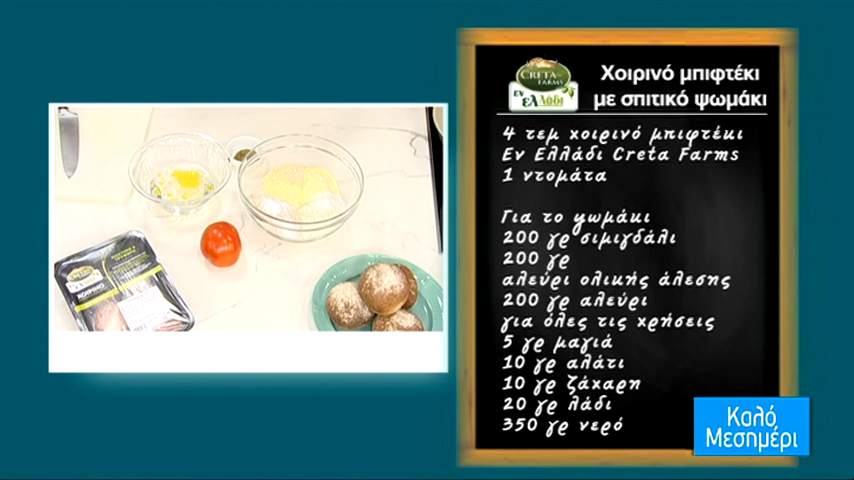 CRETA
FARMS
εν
ελλάδι
Χοιρινό μπιφτέκι
με σπιτικό ψωμάκι
4 τεμ χοιρινό μπιφτέκι
Εν Ελλάδι Creta Farms
1 ντομάτα
Για το ψωμάκι
200 γρ σιμιγδάλι
200 γρ
αλεύρι ολικής άλεσης
200 γρ αλεύρι
για όλες τις χρήσεις
5 γρ μαγιά
10 γρ αλάτι
10 γρ ζάχαρη
20 γρ λάδι
350 γρ νερό
Καλό
Μεσημέρι